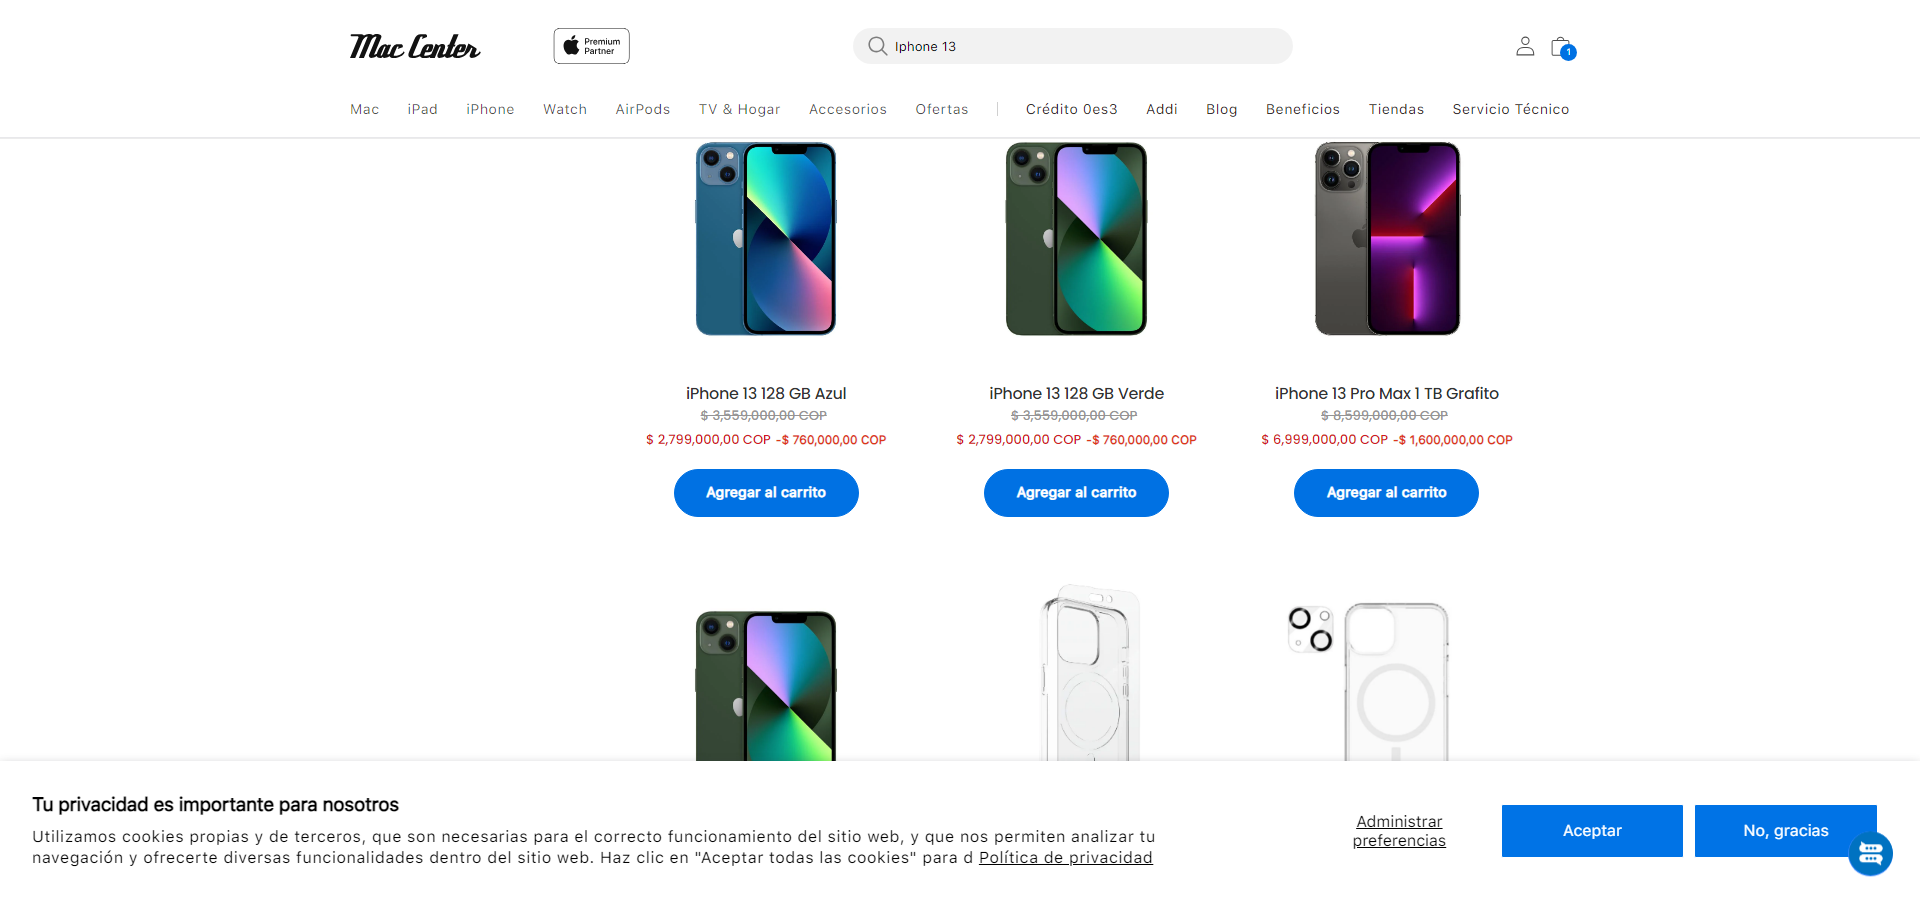 Mac Center
Premium
Partner
Iphone 13
1
Mac iPad iPhone Watch AirPods TV & Hogar Accesorios Ofertas Crédito 0es3 Addi Blog Beneficios Tiendas Servicio Técnico
iPhone 13 128 GB Azul
$ 3,559,000,00 COP
$ 2,799,000,00 COP -$ 760,000,00 COP
Agregar al carrito
iPhone 13 128 GB Verde
$ 3,559,000,00 COP
$ 2,799,000,00 COP -$ 760,000,00 COP
Agregar al carrito
iPhone 13 Pro Max 1 TB Grafito
$ 8,599,000,00 COP
$ 6,999,000,00 COP -$ 1,600,000,00 COP
Agregar al carrito
Tu privacidad es importante para nosotros
Utilizamos cookies propias y de terceros, que son necesarias para el correcto funcionamiento del sitio web, y que nos permiten analizar tu
navegación y ofrecerte diversas funcionalidades dentro del sitio web. Haz clic en "Aceptar todas las cookies" para d Política de privacidad
Administrar
preferencias
Aceptar
No, gracias